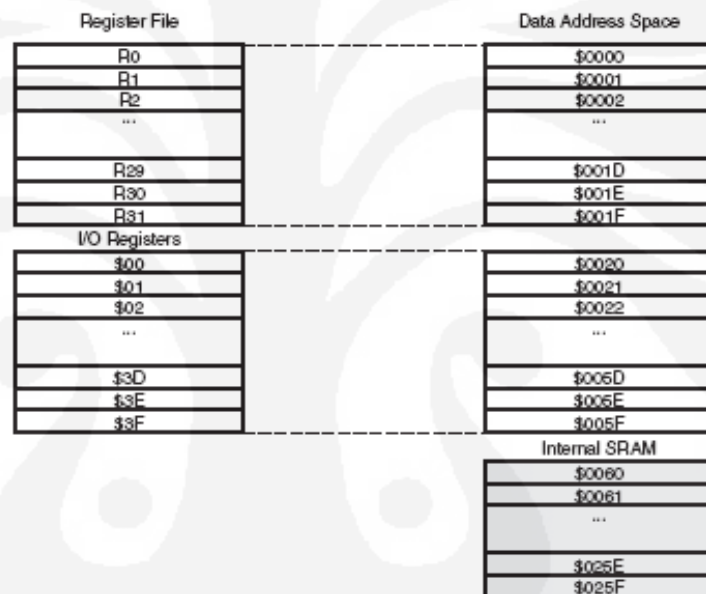 Register File
Data Address Space
R0
$0000
R1
$0001
R2
$0002
...
...
R29
$001D
R30
$001E
R31
$001F
I/O Registers
$00
$0020
$01
$0021
$02
$0022
...
...
$3D
$005D
$3E
$005E
$3F
$005F
Internal SRAM
$0060
$0061
...
$025E
$025F